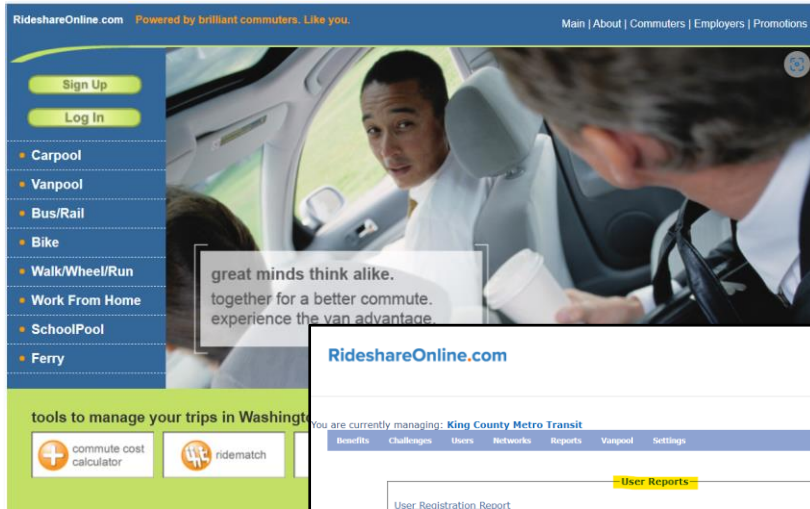 RideshareOnline.com Powered by brilliant commuters. Like you.
Main | About | Commuters | Employers | Promotions
Sign Up
Log In
Carpool
Vanpool
Bus/Rail
Bike
Walk/Wheel/Run
Work From Home
SchoolPool
Ferry
great minds think alike.
together for a better commute.
experience the van advantage.
tools to manage your trips in Washingt
commute cost
calculator
ridematch
RideshareOnline.com
You are currently managing: King County Metro Transit
Benefits Challenges Users Networks Reports Vanpool Settings
User Reports
User Registration Report